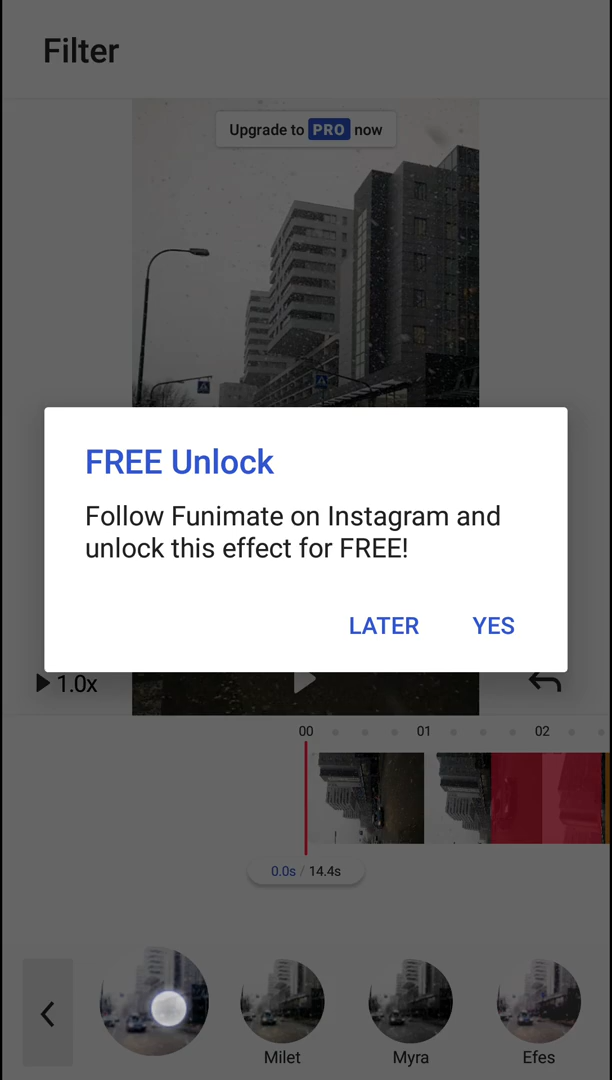 Filter
Upgrade to PRO now
FREE Unlock
Follow Funimate on Instagram and
unlock this effect for FREE!
LATER YES
1.0x
00 01 02
0.0s / 14.4s
Milet Myra Efes